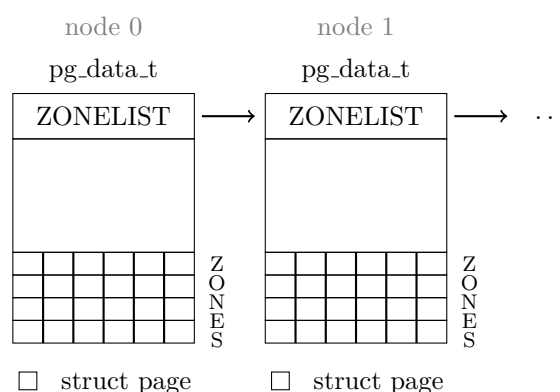 node 0
node 1
pg_data_t
pg_data_t
ZONELIST
ZONELIST
ZONES
ZONES
struct page
struct page